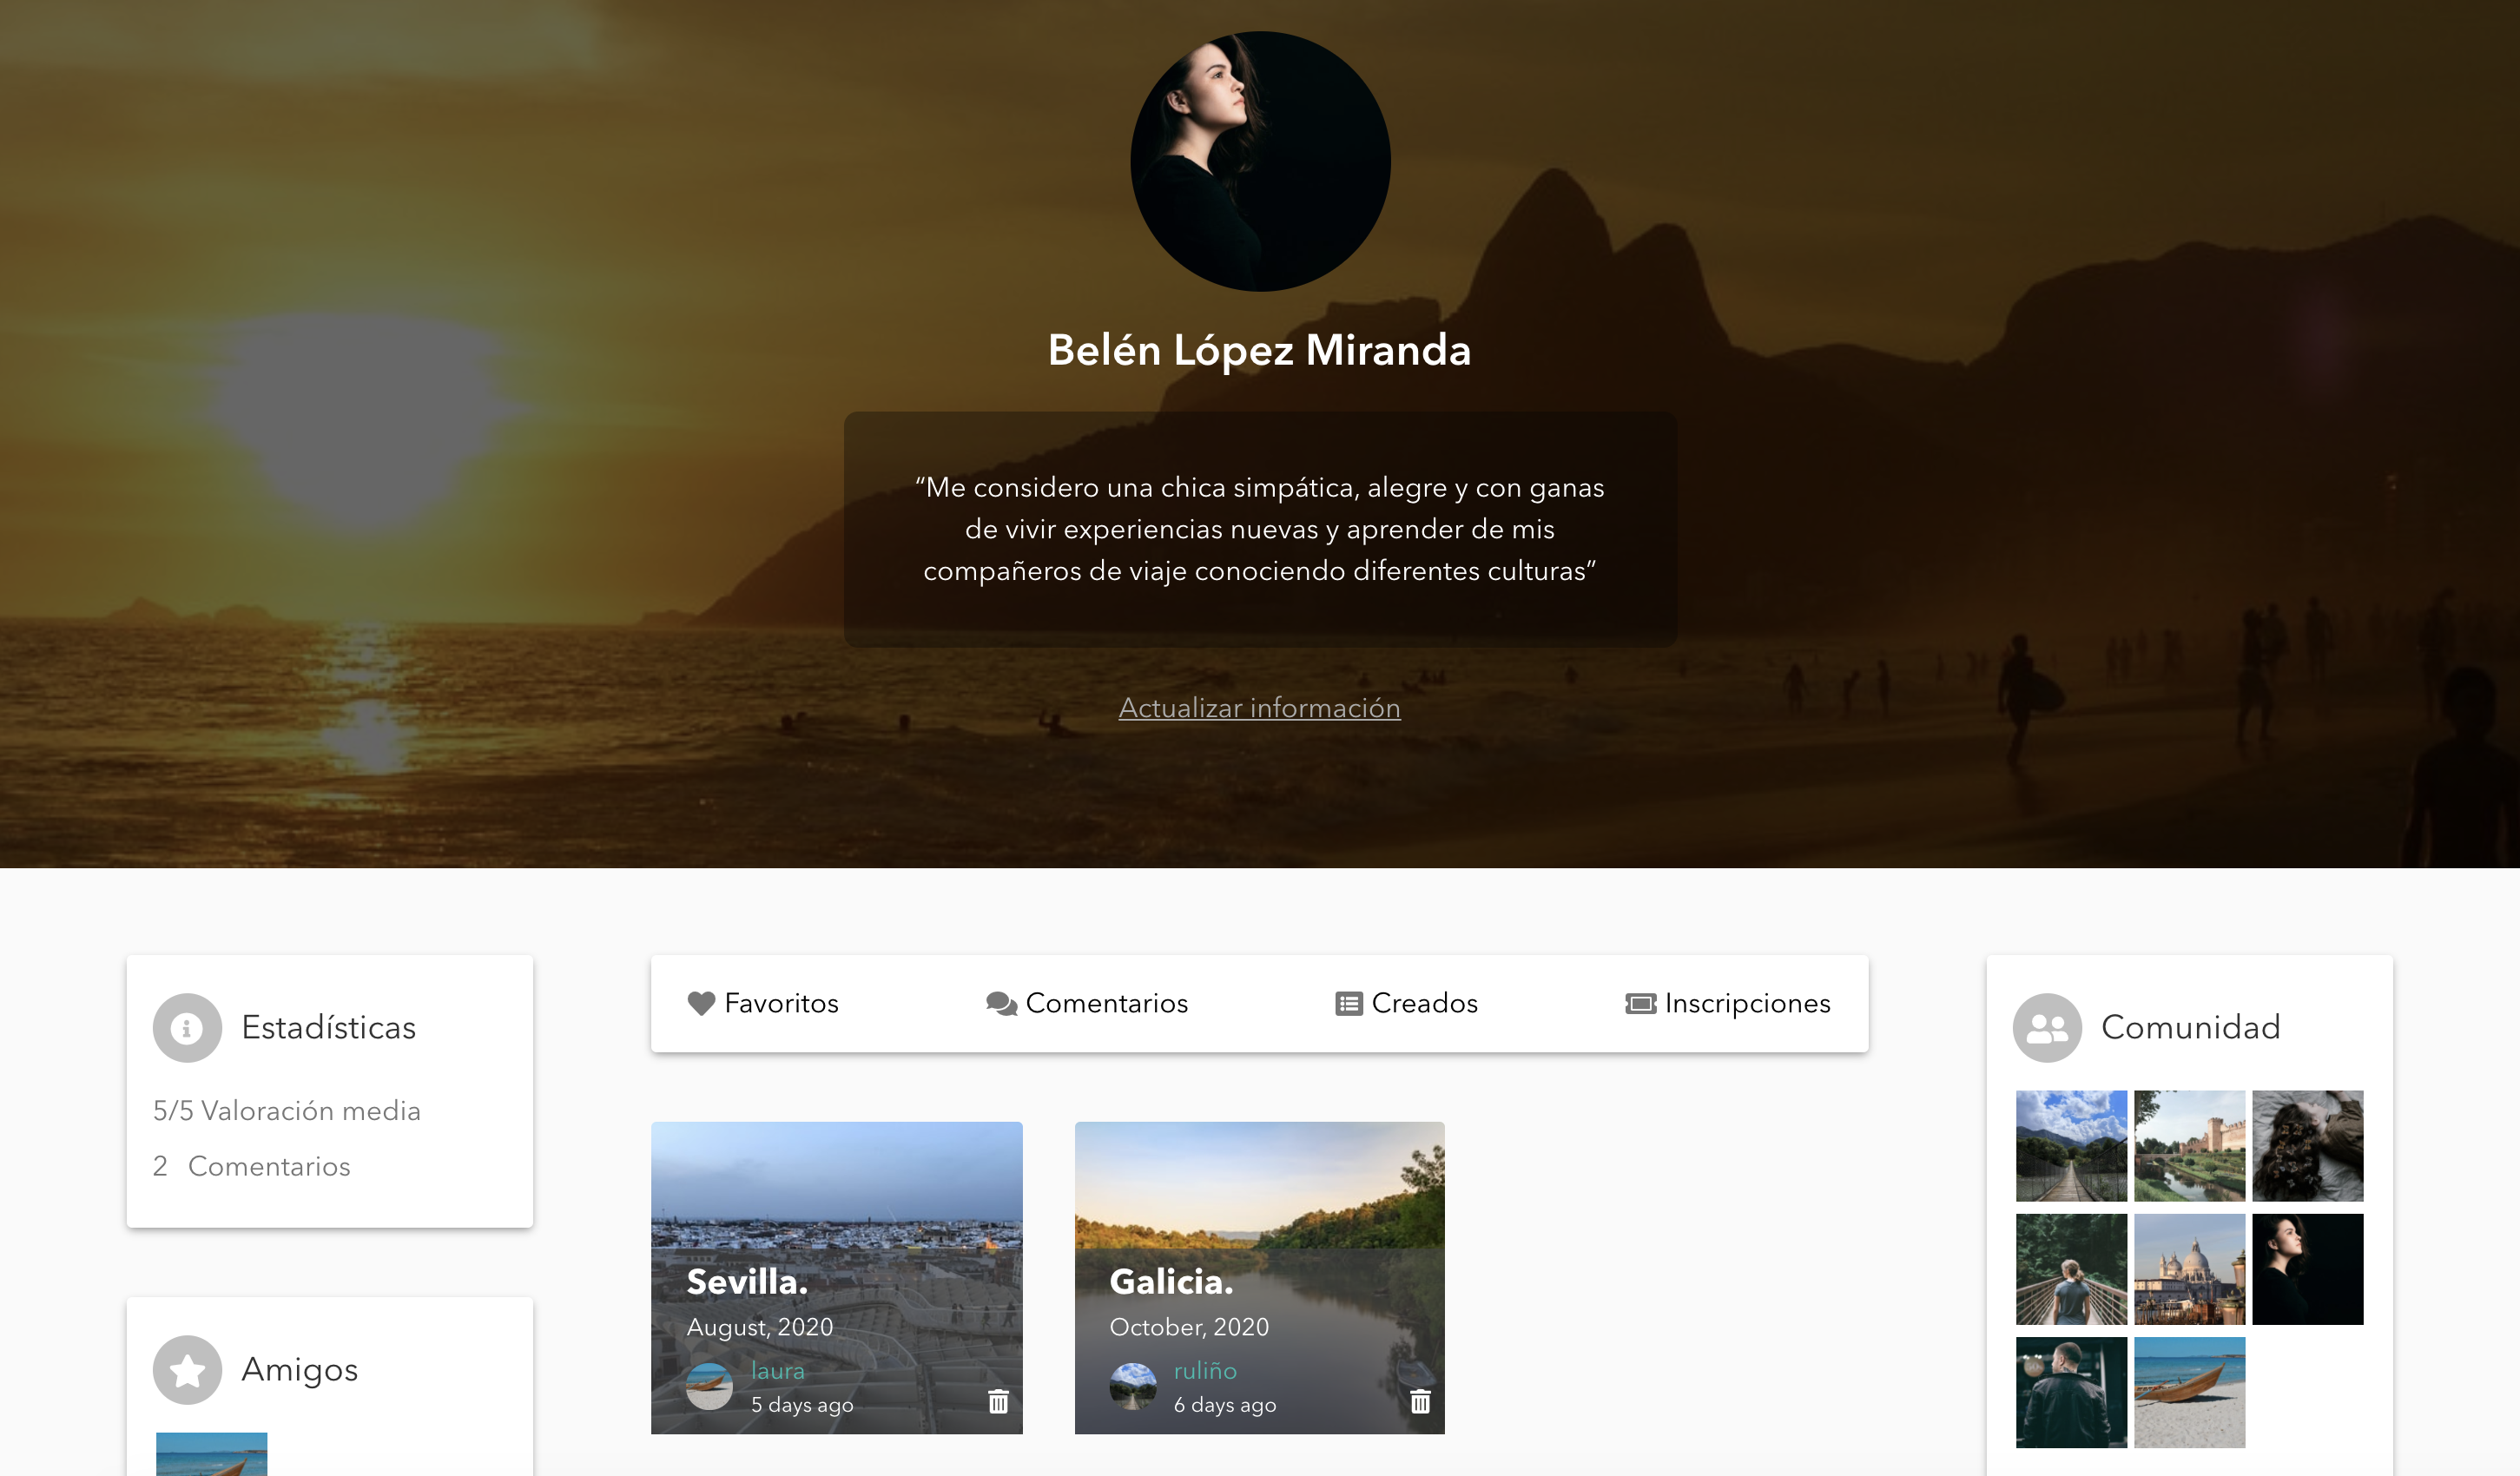 Belén López Miranda
“Me considero una chica simpática, alegre y con ganas
de vivir experiencias nuevas y aprender de mis
compañeros de viaje conociendo diferentes culturas”
Actualizar información
Estadísticas
5/5 Valoración media
2 Comentarios
Amigos
Favoritos
Comentarios
Creados
Inscripciones
Sevilla.
August, 2020
laura
5 days ago
Galicia.
October, 2020
ruliño
6 days ago
Comunidad